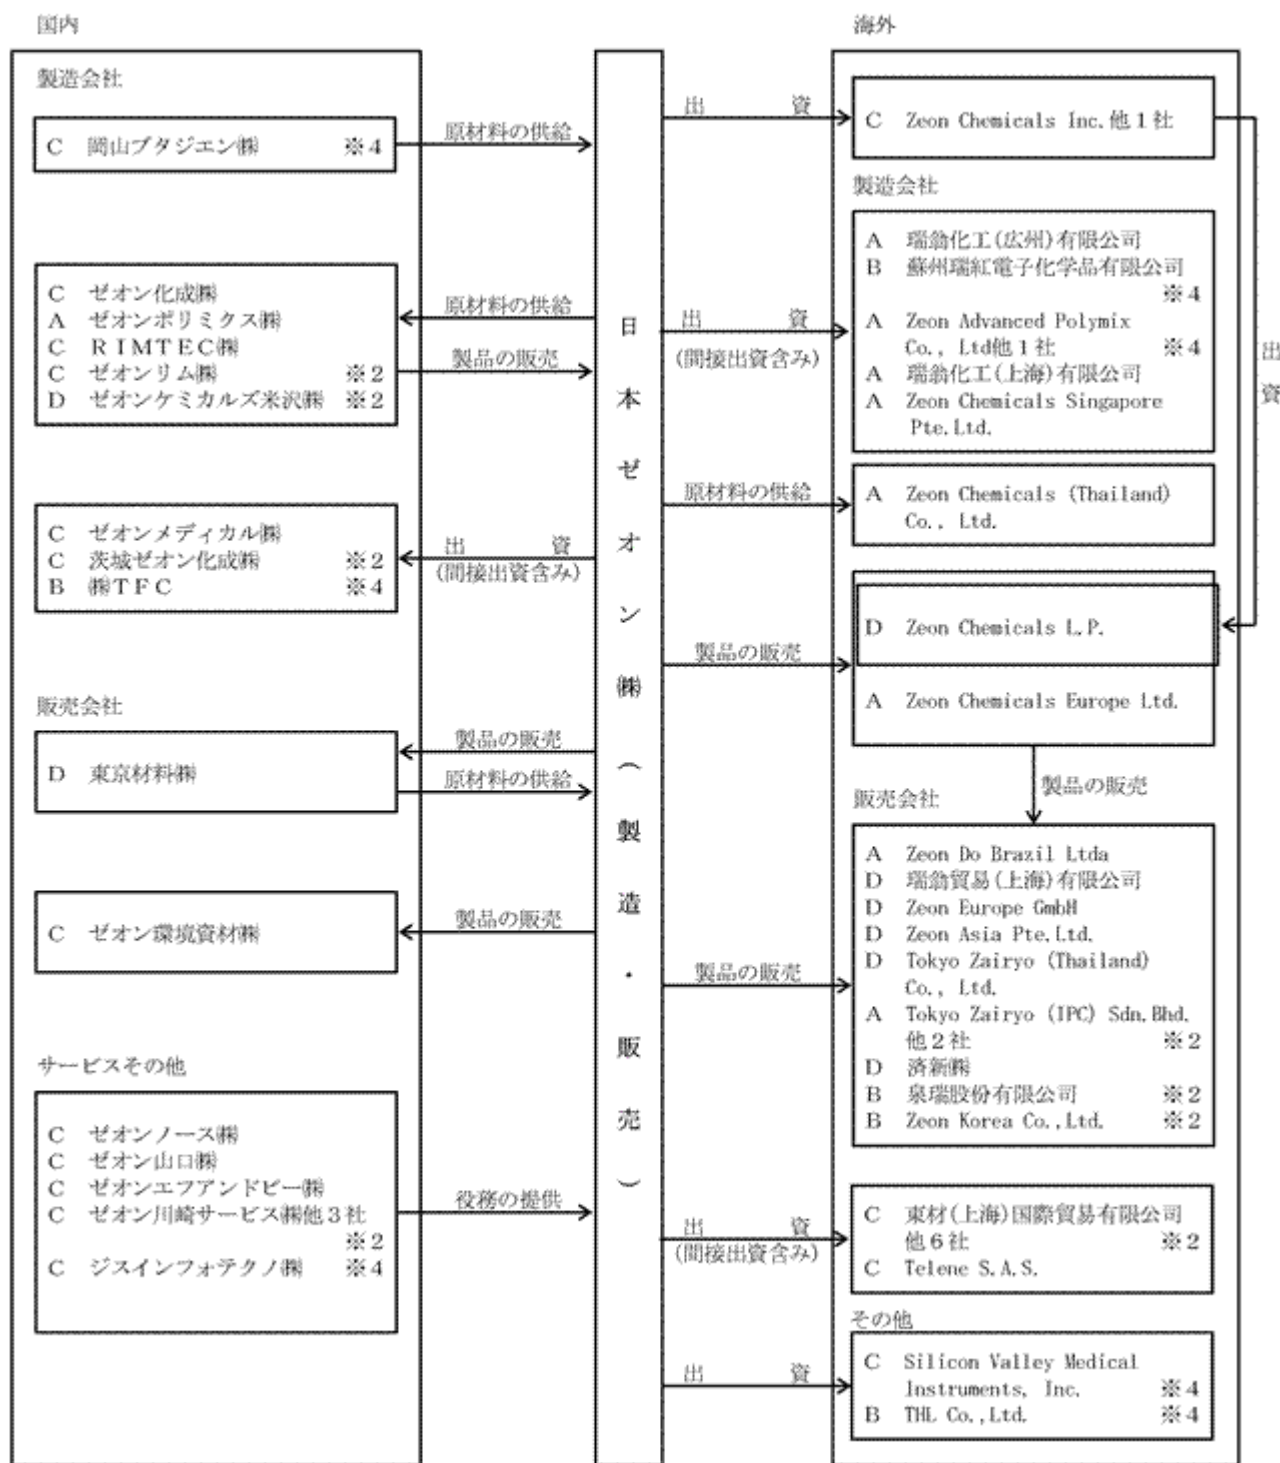 国内
製造会社
C 岡山ブタジエン㈱ ※4
原材料の供給
C ゼオン化成㈱
A ゼオンポリミクス㈱
C RIMTEC㈱
C ゼオンリム㈱ ※2
D ゼオンケミカルズ米沢㈱ ※2
原材料の供給
製品の販売
C ゼオンメディカル㈱
C 茨城ゼオン化成㈱ ※2
B ㈱TFC ※4
出資
(間接出資含み)
販売会社
D 東京材料㈱
製品の販売
原材料の供給
C ゼオン環境資材㈱
製品の販売
サービスその他
C ゼオンノース㈱
C ゼオン山口㈱
C ゼオンエフアンドビー㈱
C ゼオン川崎サービス㈱他3社
※2
C ジスインフォテクノ㈱ ※4
役務の提供
日本ゼオン㈱(製造・販売)
海外
出資
C Zeon Chemicals Inc.他1社
製造会社
出資
(間接出資含み)
A 瑞翁化工(広州)有限公司
B 蘇州瑞紅電子化学品有限公司
※4
A Zeon Advanced Polymix
Co., Ltd他1社 ※4
A 瑞翁化工(上海)有限公司
A Zeon Chemicals Singapore
Pte.Ltd.
出資
原材料の供給
A Zeon Chemicals (Thailand)
Co., Ltd.
製品の販売
D Zeon Chemicals L.P.
A Zeon Chemicals Europe Ltd.
製品の販売
販売会社
製品の販売
A Zeon Do Brazil Ltda
D 瑞翁貿易(上海)有限公司
D Zeon Europe GmbH
D Zeon Asia Pte.Ltd.
D Tokyo Zairyo (Thailand)
Co., Ltd.
A Tokyo Zairyo (IPC) Sdn.Bhd.
他2社 ※2
D 済新㈱
B 泉瑞股份有限公司 ※2
B Zeon Korea Co.,Ltd. ※2
出資
(間接出資含み)
C 東材(上海)国際貿易有限公司
他6社 ※2
C Telene S.A.S.
その他
出資
C Silicon Valley Medical
Instruments, Inc. ※4
B THL Co.,Ltd. ※4